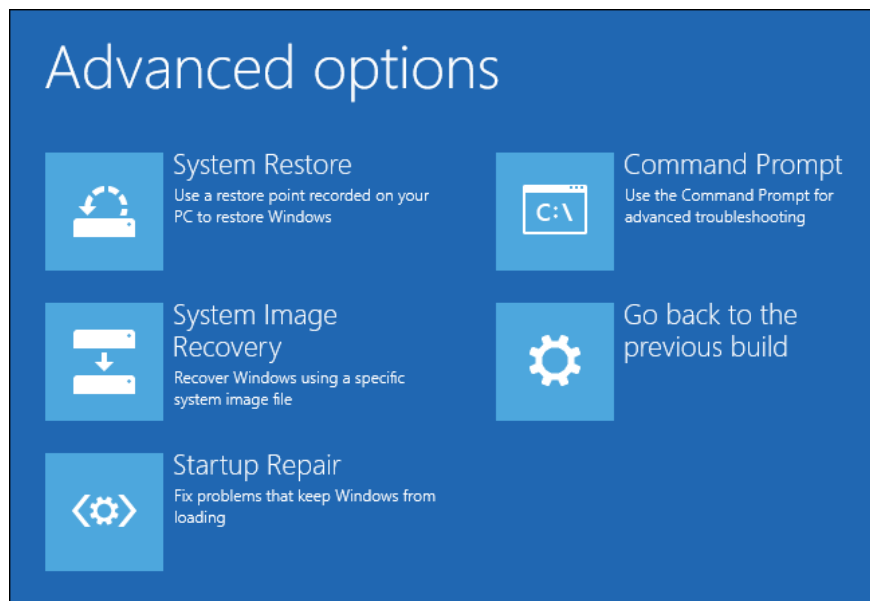 Advanced options
System Restore
Use a restore point recorded on your
PC to restore Windows
System Image
Recovery
Recover Windows using a specific
system image file
Startup Repair
Fix problems that keep Windows from
loading
Command Prompt
Use the Command Prompt for
advanced troubleshooting
C:\
Go back to the
previous build